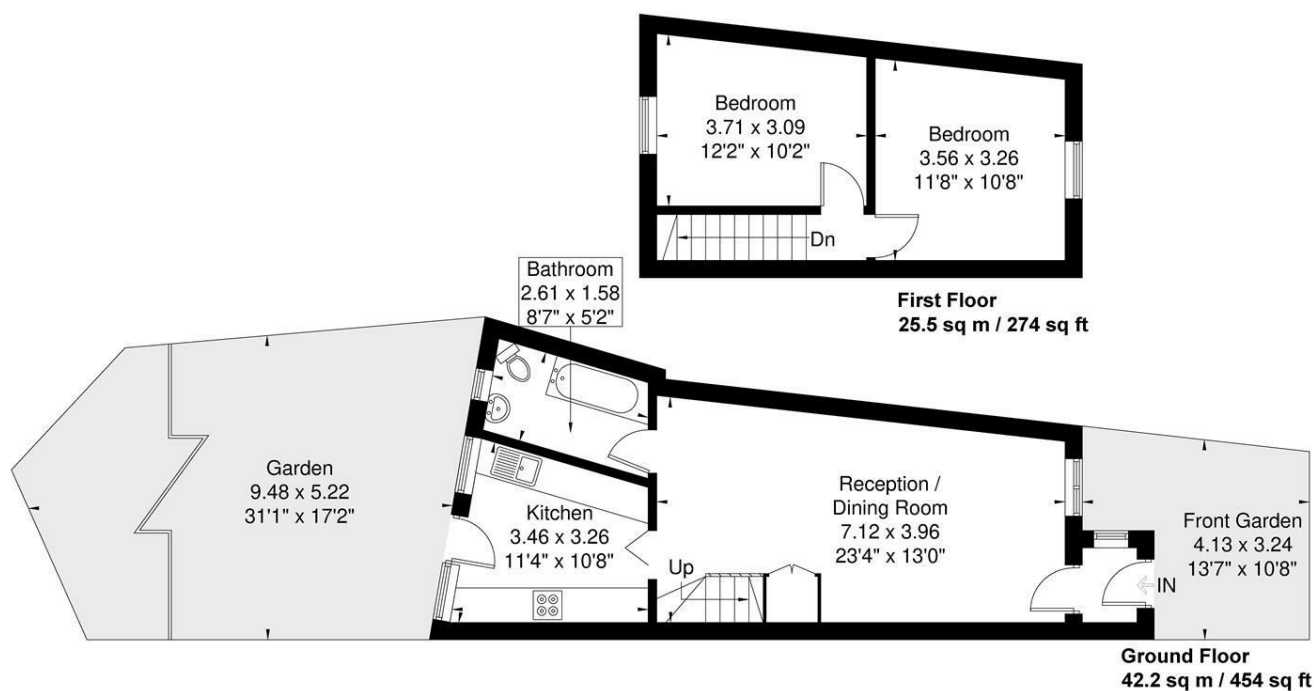 Bedroom
3.71 x 3.09
12'2" x 10'2"
Bedroom
3.56 x 3.26
11'8" x 10'8"
Dn
First Floor
25.5 sq m / 274 sq ft
Bathroom
2.61 x 1.58
8'7" x 5'2"
Garden
9.48 x 5.22
31'1" x 17'2"
Kitchen
3.46 x 3.26
11'4" x 10'8"
Up
Reception /
Dining Room
7.12 x 3.96
23'4" x 13'0"
Front Garden
4.13 x 3.24
13'7" x 10'8"
IN
Ground Floor
42.2 sq m / 454 sq ft